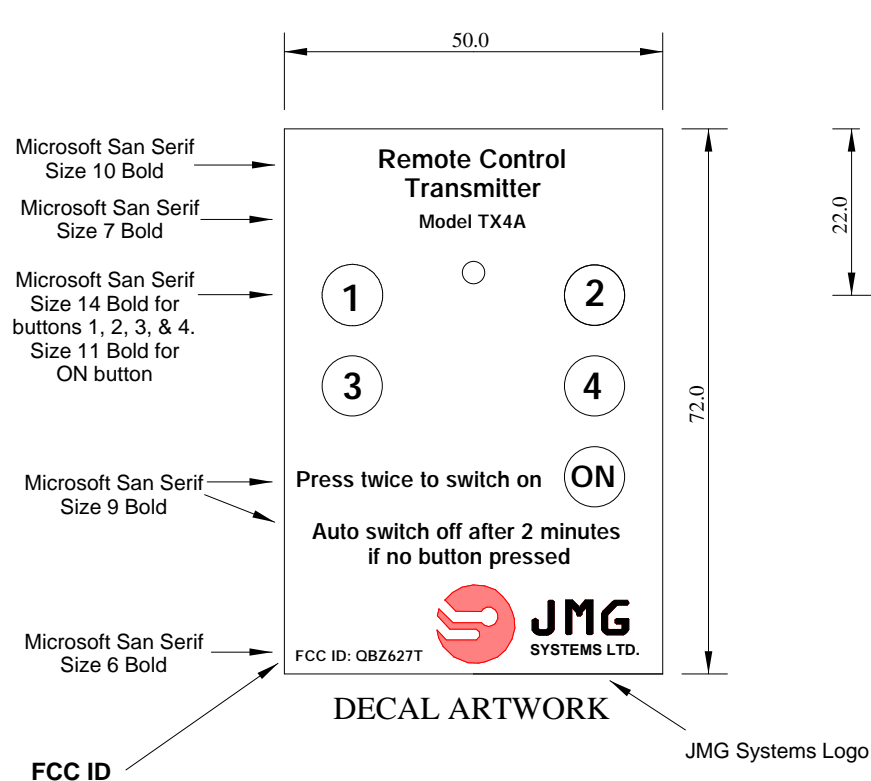 50.0
Microsoft San Serif
Size 10 Bold
Remote Control
Transmitter
Microsoft San Serif
Size 7 Bold
Model TX4A
22.0
Microsoft San Serif
Size 14 Bold for
buttons 1, 2, 3, & 4.
Size 11 Bold for
ON button
1
2
3
4
72.0
Microsoft San Serif
Size 9 Bold
Press twice to switch on
ON
Auto switch off after 2 minutes
if no button pressed
JMG
SYSTEMS LTD.
Microsoft San Serif
Size 6 Bold
FCC ID: QBZ627T
DECAL ARTWORK
JMG Systems Logo
FCC ID